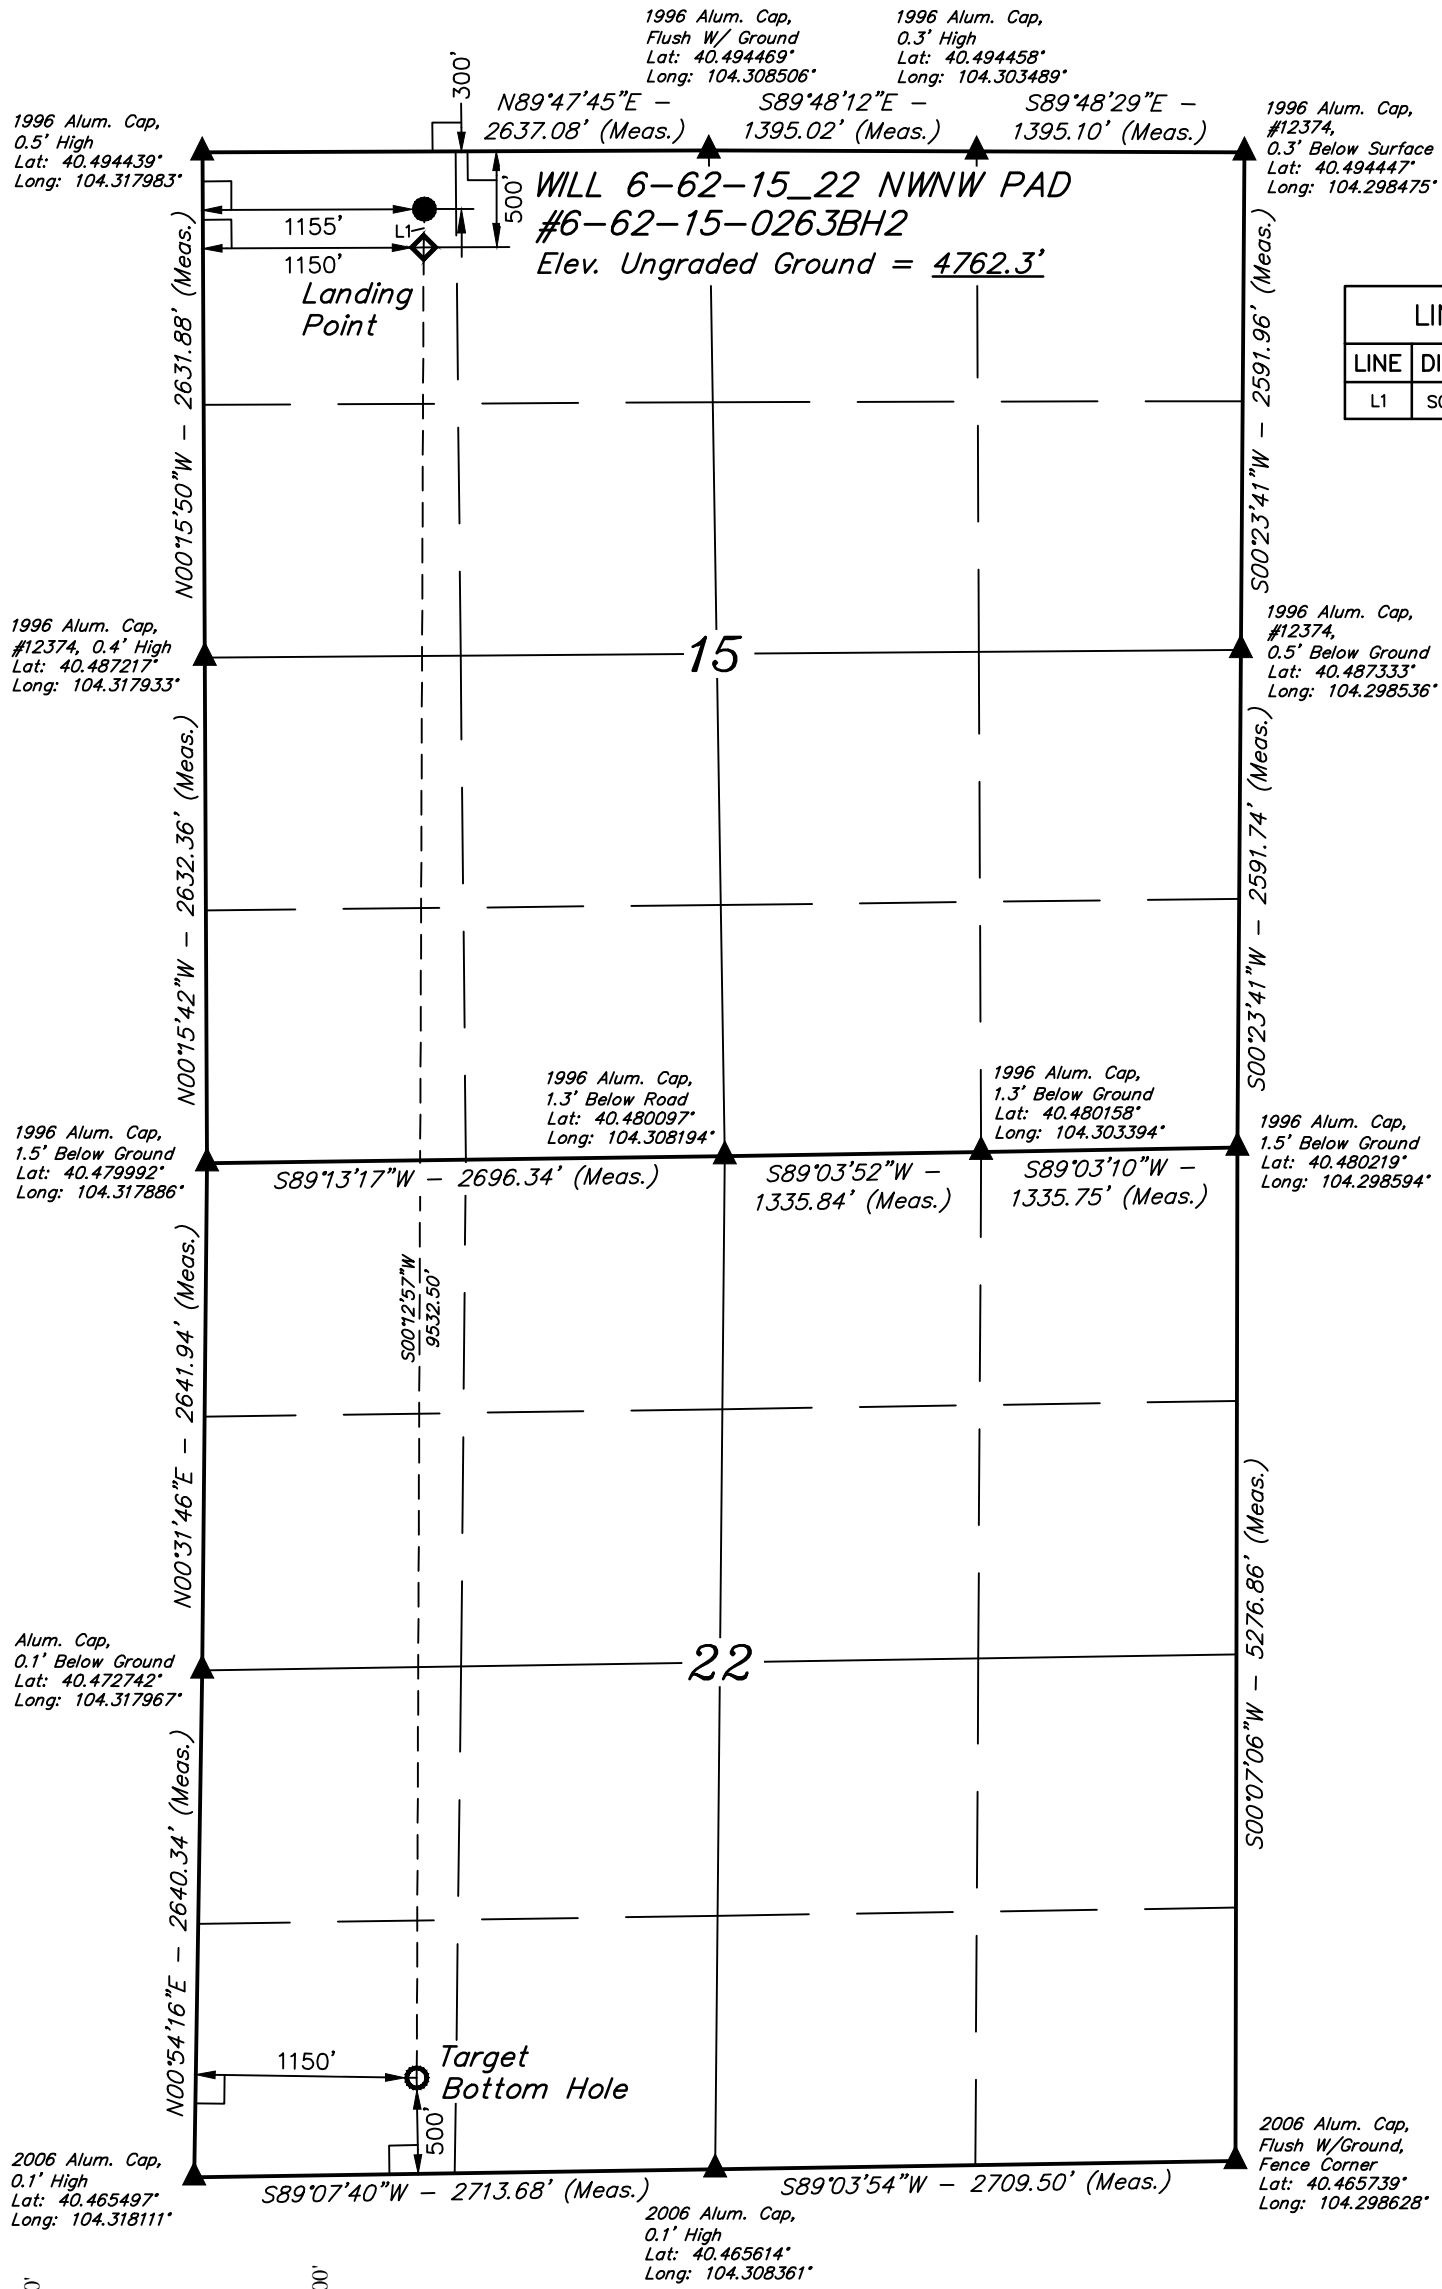 1996 Alum. Cap,
Flush W/ Ground
Lat: 40.494469°
Long: 104.308506°
1996 Alum. Cap,
0.3' High
Lat: 40.494458°
Long: 104.303489°
300'
N89°47'45"E -
2637.08' (Meas.)
S89°48'12"E -
1395.02' (Meas.)
S89°48'29"E -
1395.10' (Meas.)
1996 Alum. Cap,
0.5' High
Lat: 40.494439°
Long: 104.317983°
1996 Alum. Cap,
#12374,
0.3' Below Surface
Lat: 40.494447°
Long: 104.298475°
WILL 6-62-15_22 NWNW PAD
#6-62-15-0263BH2
Elev. Ungraded Ground = 4762.3'
500'
1155'
L1
1150'
Landing
Point
LINE
L1
N00°15'50"W - 2631.88' (Meas.)
S00°23'41"W - 2591.96' (Meas.)
1996 Alum. Cap,
#12374, 0.4' High
Lat: 40.487217°
Long: 104.317933°
15
1996 Alum. Cap,
#12374,
0.5' Below Ground
Lat: 40.487333°
Long: 104.298536°
N00°15'42"W - 2632.36' (Meas.)
S00°23'41"W - 2591.74' (Meas.)
1996 Alum. Cap,
1.5' Below Ground
Lat: 40.479992°
Long: 104.317886°
1996 Alum. Cap,
1.3' Below Road
Lat: 40.480097°
Long: 104.308194°
1996 Alum. Cap,
1.3' Below Ground
Lat: 40.480158°
Long: 104.303394°
1996 Alum. Cap,
1.5' Below Ground
Lat: 40.480219°
Long: 104.298594°
S89°13'17"W - 2696.34' (Meas.)
S89°03'52"W -
1335.84' (Meas.)
S89°03'10"W -
1335.75' (Meas.)
S00°12'57"W
9532.50'
N00°31'46"E - 2641.94' (Meas.)
S00°07'06"W - 5276.86' (Meas.)
Alum. Cap,
0.1' Below Ground
Lat: 40.472742°
Long: 104.317967°
22
N00°54'16"E - 2640.34' (Meas.)
1150'
Target
Bottom Hole
500'
2006 Alum. Cap,
0.1' High
Lat: 40.465497°
Long: 104.318111°
S89°07'40"W - 2713.68' (Meas.)
S89°03'54"W - 2709.50' (Meas.)
2006 Alum. Cap,
0.1' High
Lat: 40.465614°
Long: 104.308361°
2006 Alum. Cap,
Flush W/Ground,
Fence Corner
Lat: 40.465739°
Long: 104.298628°